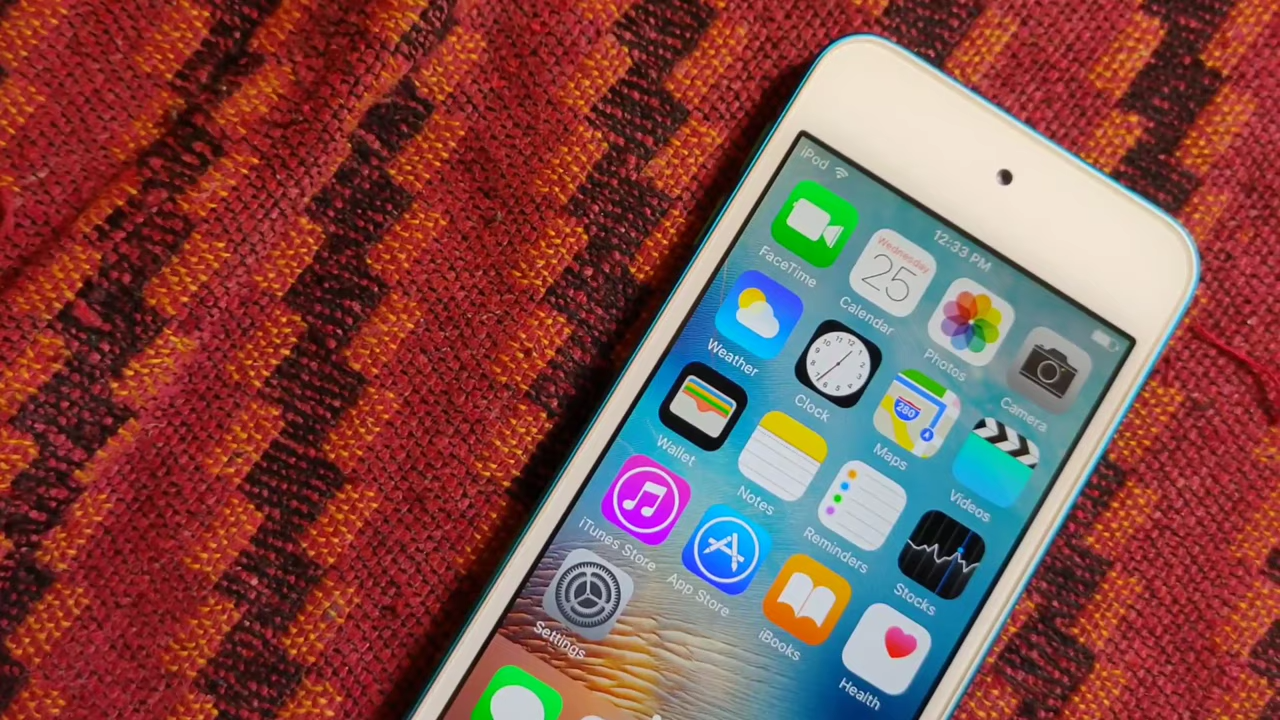 iPod
12:33 PM
FaceTime
Wednesday
25
Calendar
Photos
Camera
Weather
Clock
280
Maps
Videos
Wallet
Notes
Reminders
Stocks
iTunes Store
App Store
iBooks
Health
Settings